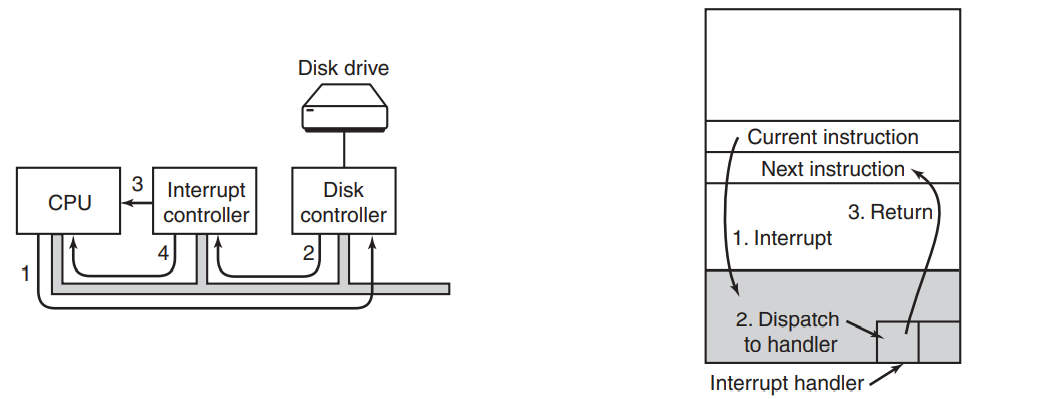 Disk drive
CPU
3
Interrupt
controller
Disk
controller
1
4
2
Current instruction
Next instruction
3. Return
1. Interrupt
2. Dispatch
to handler
Interrupt handler